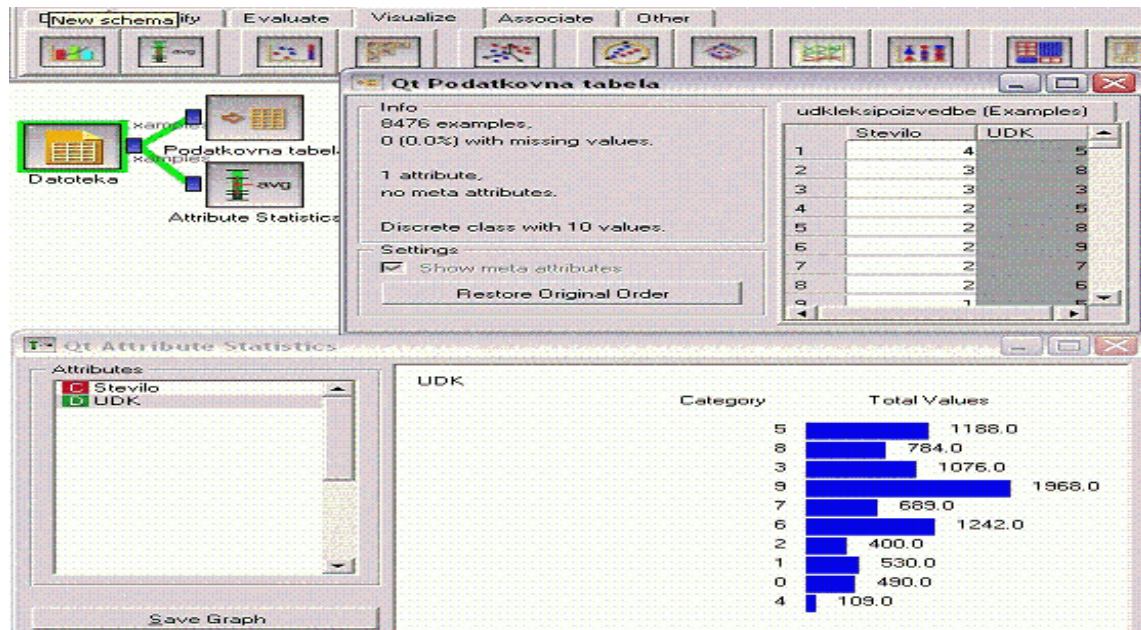 New schema
ify
Evaluate
Visualize
Associate
Other
avg
Examples
Examples
Datoteka
Podatkovna tabel
avg
Attribute Statistics
Qt Podatkovna tabela
Info
8476 examples,
0 (0.0%) with missing values.
1 attribute,
no meta attributes.
Discrete class with 10 values.
Settings
Show meta attributes
Restore Original Order
udkleksipoizvedbe (Examples)
Stevilo UDK
1 4 5
2 3 8
3 3 3
4 2 5
5 2 8
6 2 9
7 2 7
8 2 6
9 1
Qt Attribute Statistics
Attributes
C Stevilo
D UDK
Save Graph
UDK
Category Total Values
5 1188.0
8 784.0
3 1076.0
9 1968.0
7 689.0
6 1242.0
2 400.0
1 530.0
0 490.0
4 109.0